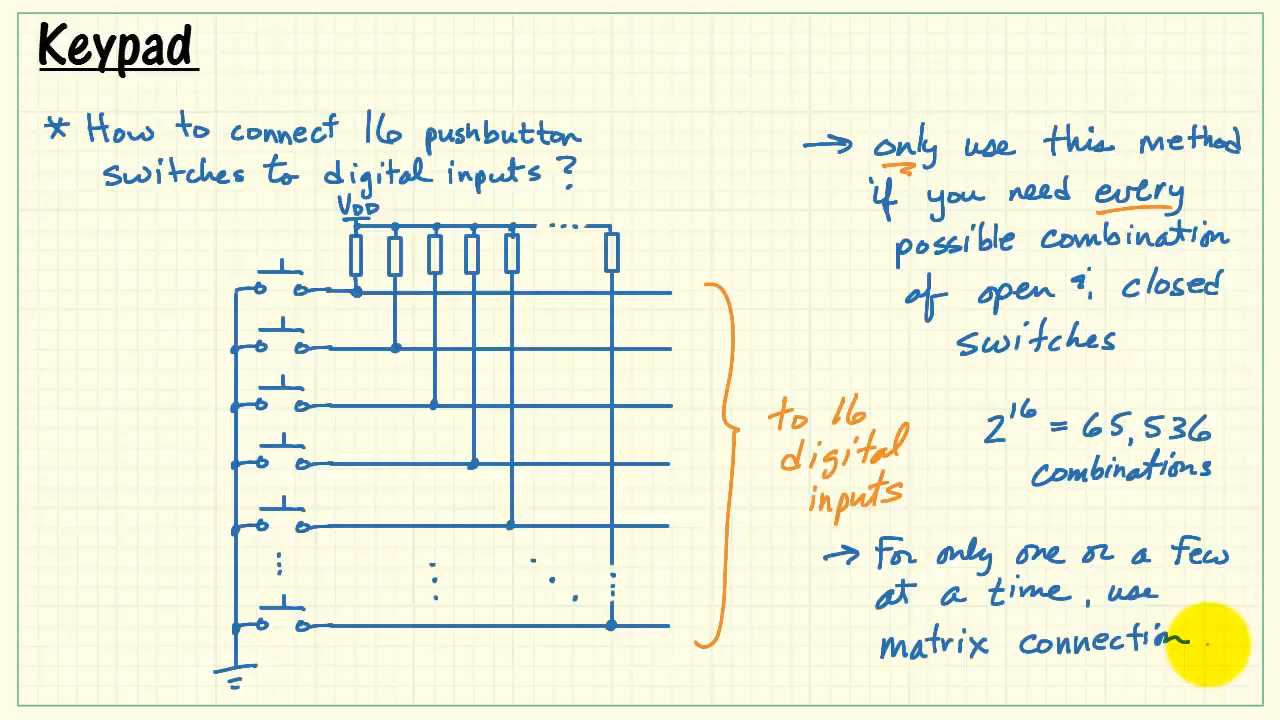 Keypad
* How to connect 16 pushbutton
switches to digital inputs?
VDD
→ only use this method
if you need every
possible combination
of open & closed
switches
to 16
digital
inputs
2^16 = 65,536
combinations
→ For only one or a few
at a time, use
matrix connection